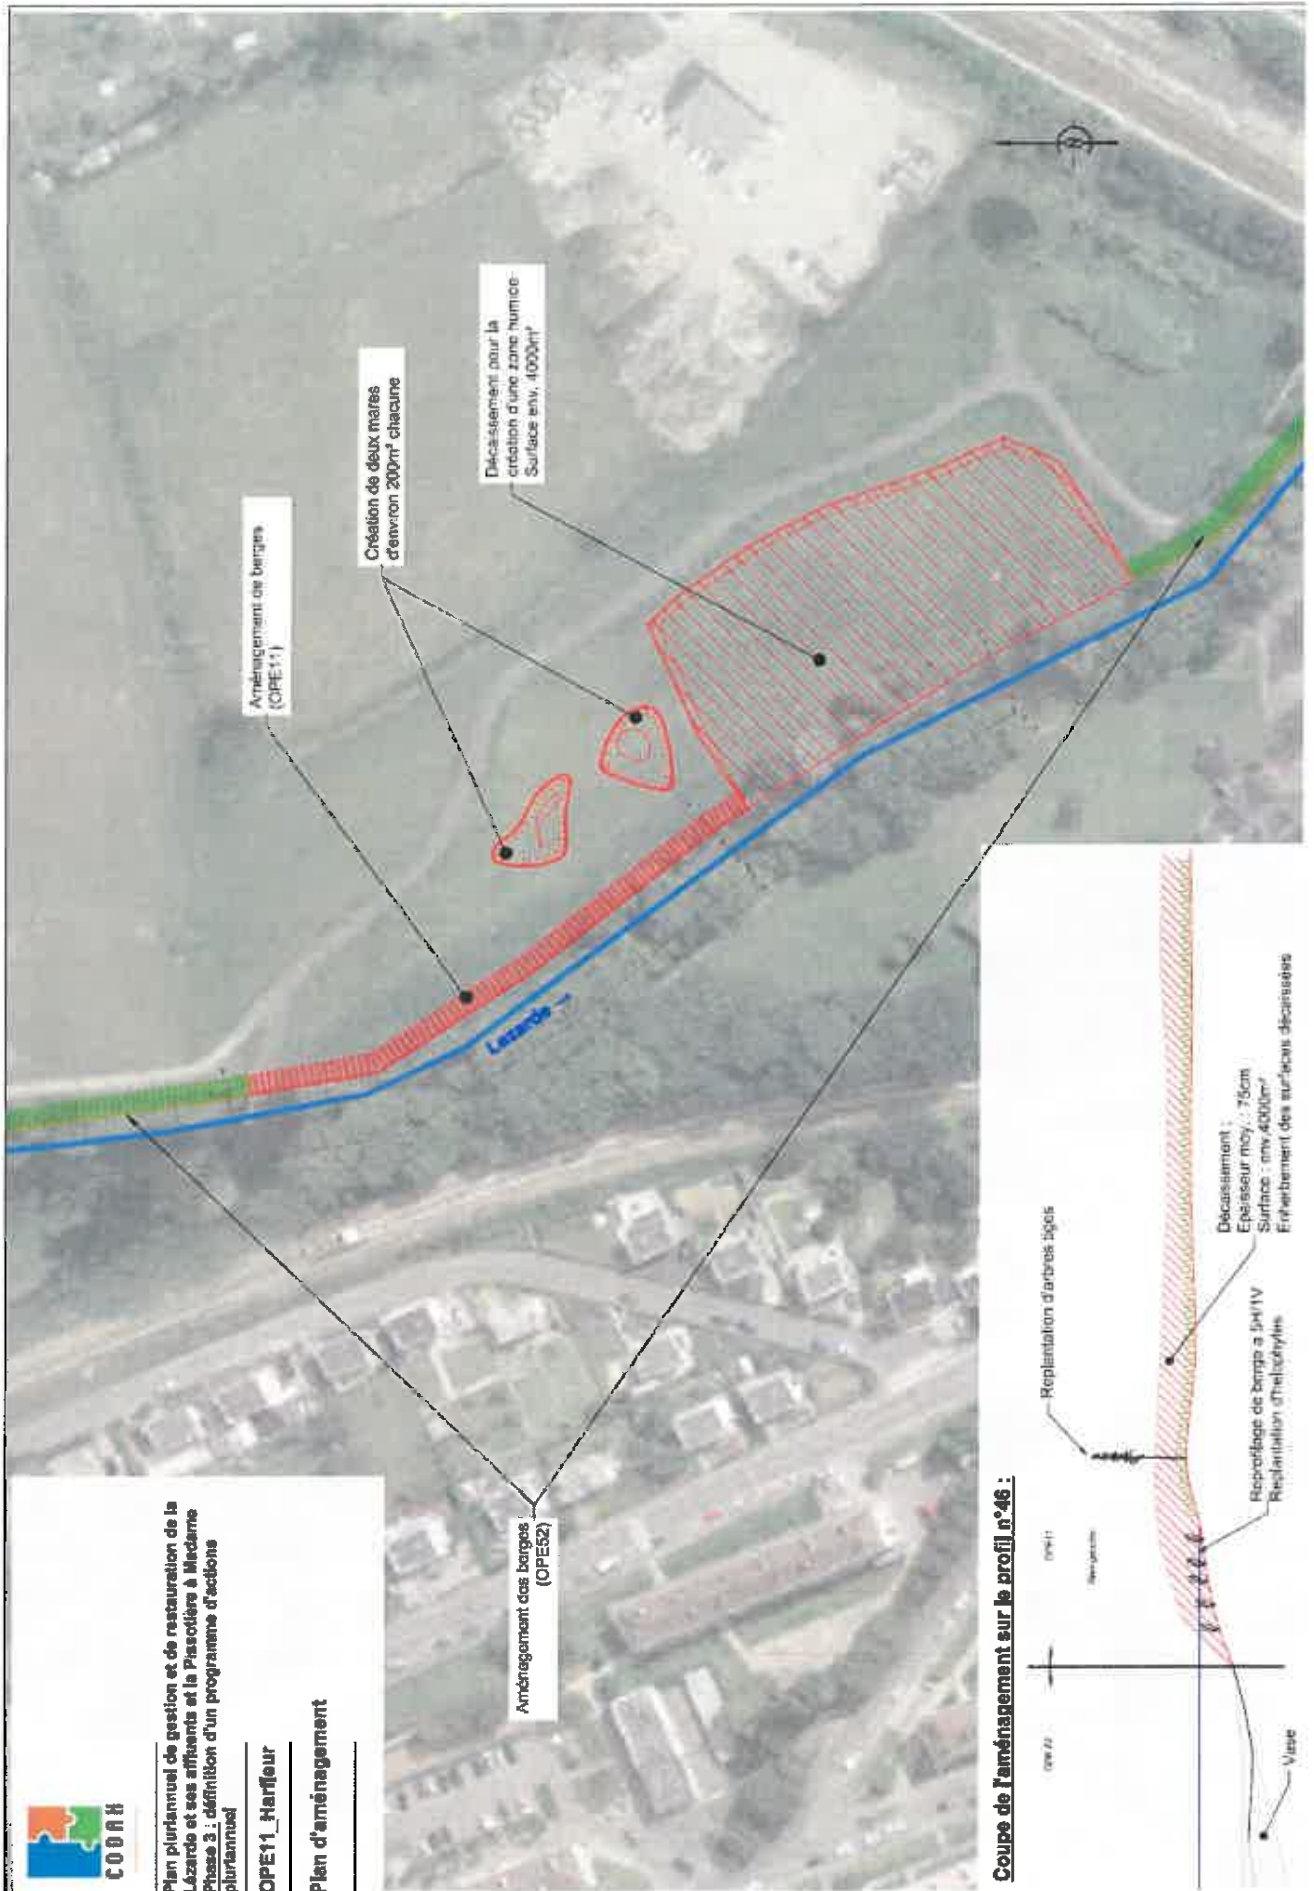 CODAH
Plan pluriannuel de gestion et de restauration de la
Lézarde et ses affluents et la Pissotière à Madame
Phase 3 : définition d'un programme d'actions
pluriannuel
OPE11_Harfleur
Plan d'aménagement
Aménagement des berges
(OPE52)
Aménagement de berges
(OPE11)
Création de deux mares
d'environ 200m² chacune
Décaissement pour la
création d'une zone humide
Surface env. 4000m²
Lézarde →
N
Coupe de l'aménagement sur le profil n°46 :
Replantation d'arbres tiges
Décaissement :
Epaisseur moy. : 75cm
Surface : env.4000m²
Enherbement des surfaces décaissées
Reprofilage de berge a 5H/1V
Replantation d'hélophytes
Vase